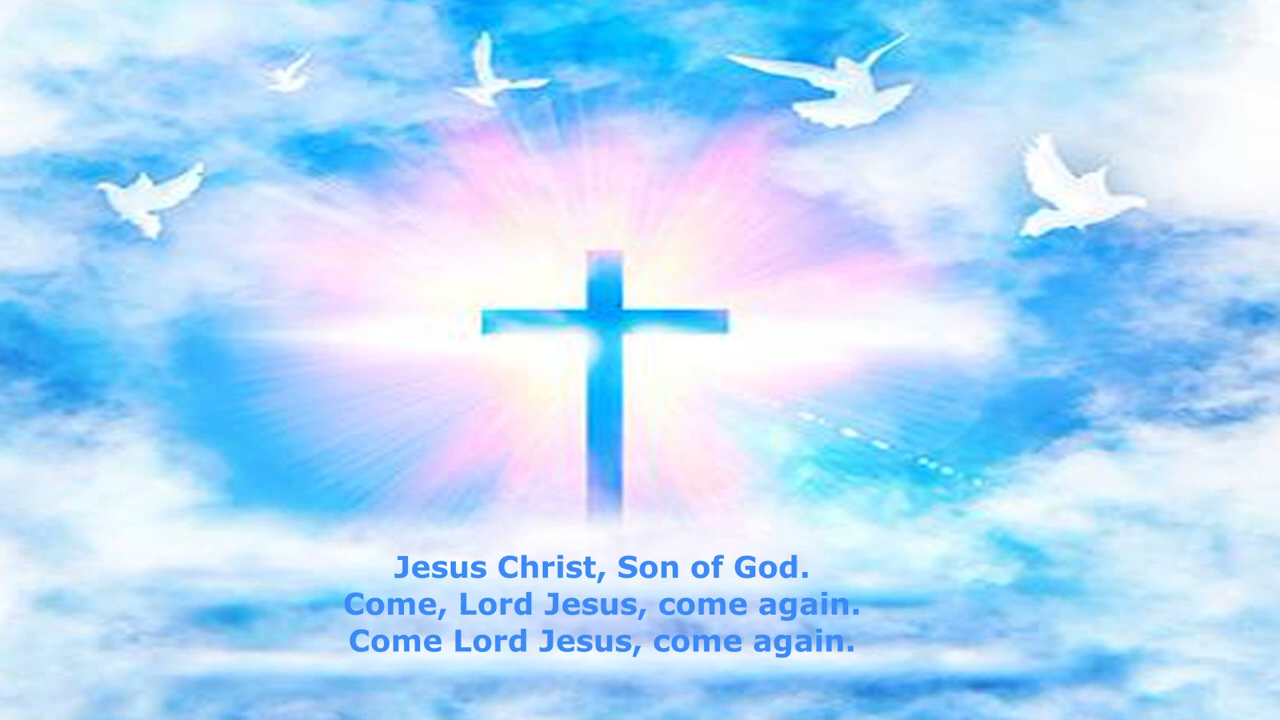 Jesus Christ, Son of God.
Come, Lord Jesus, come again.
Come Lord Jesus, come again.